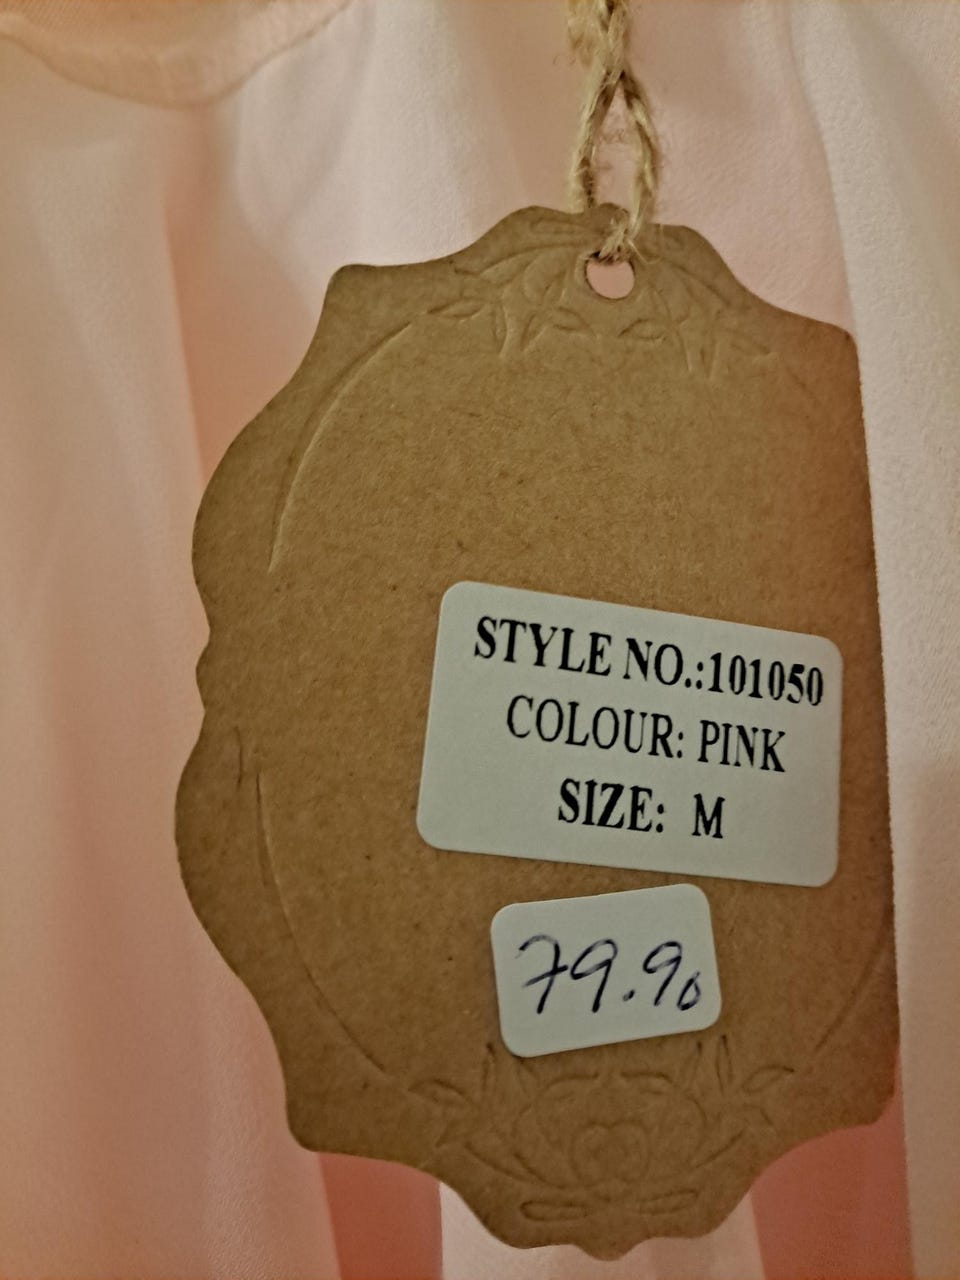 STYLE NO.:101050
COLOUR: PINK
SIZE: M
79.90